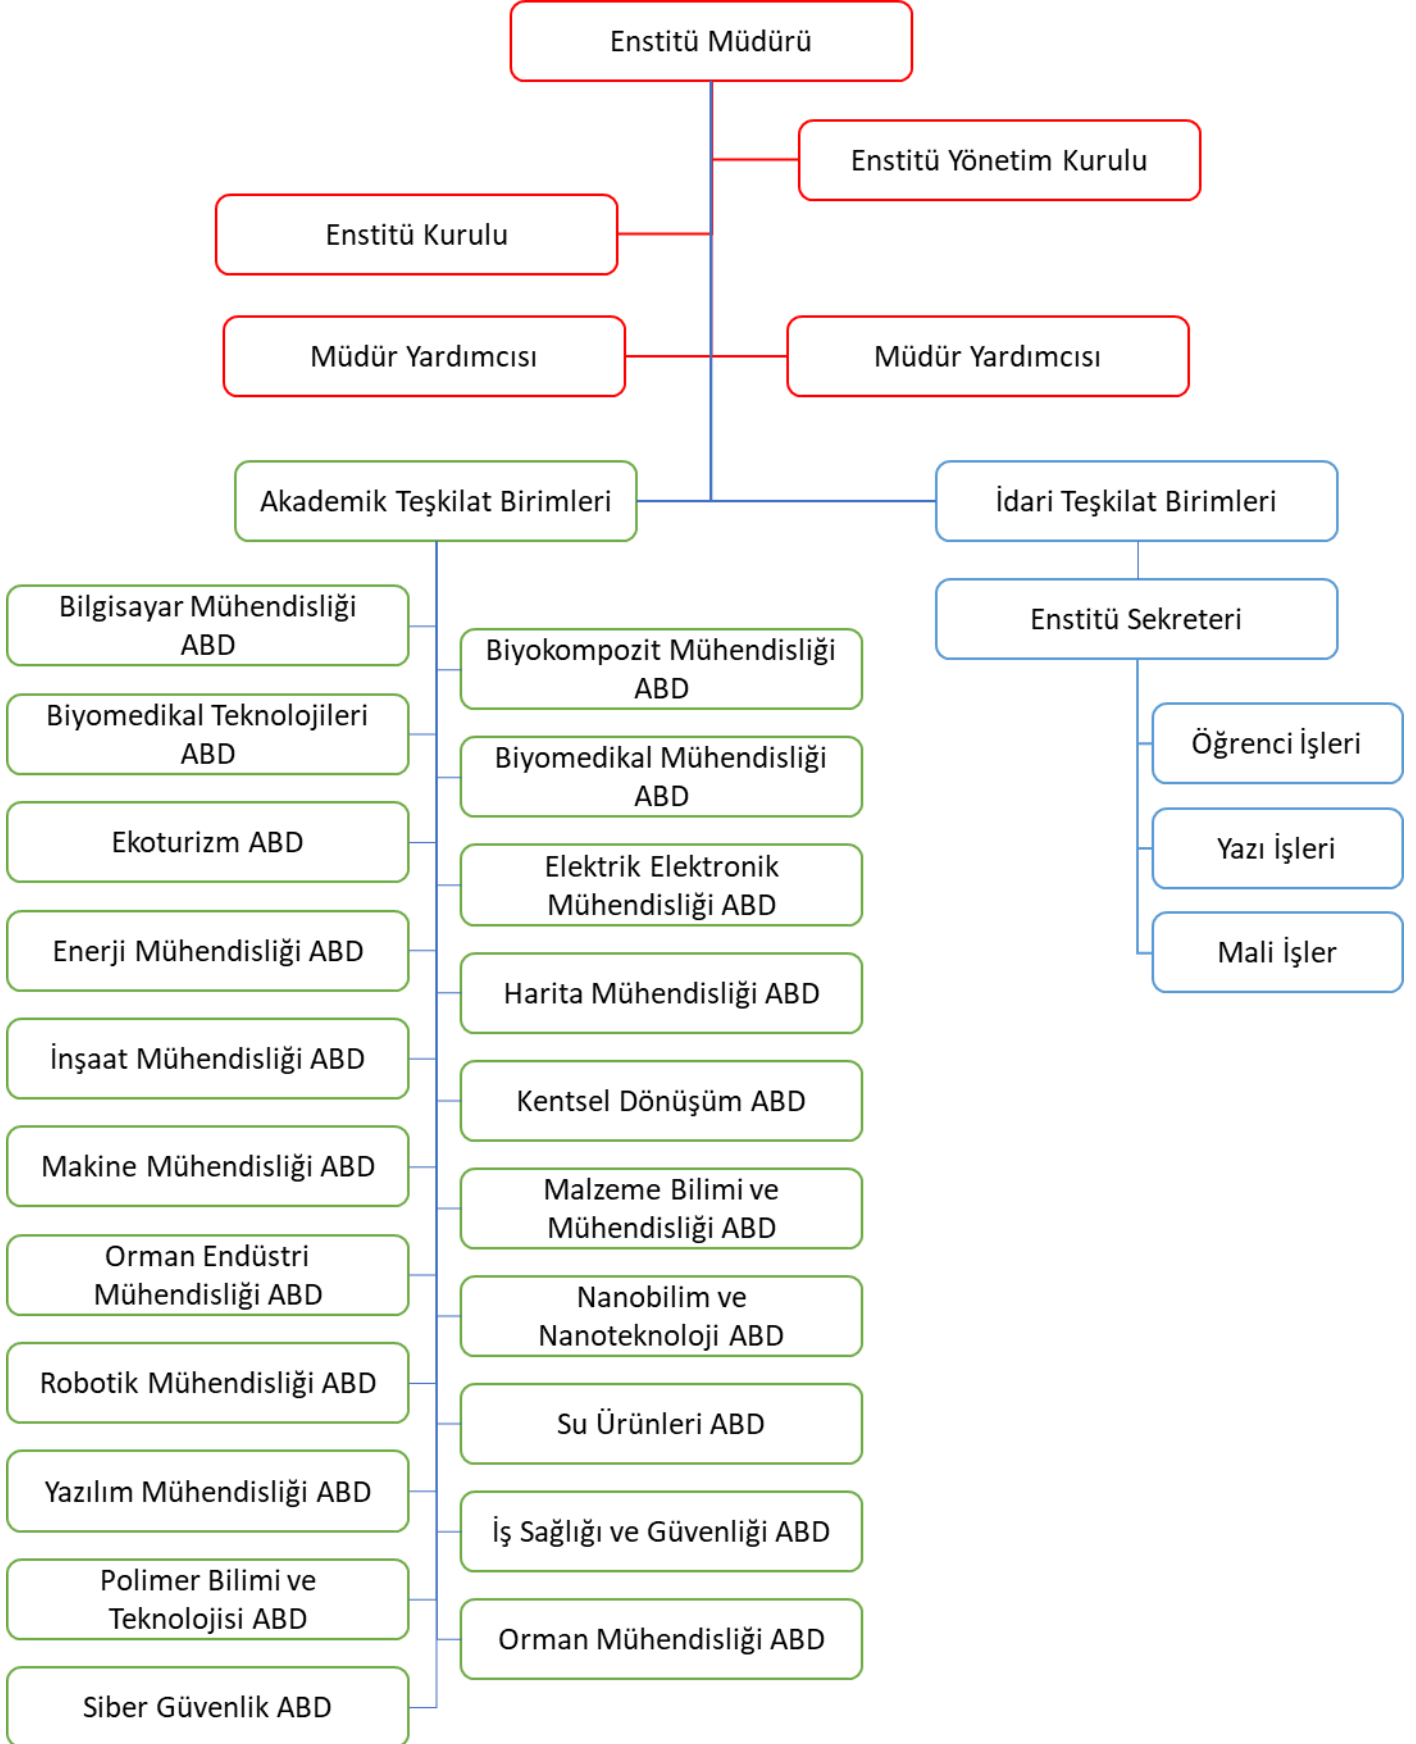 Enstitü Müdürü
Enstitü Yönetim Kurulu
Enstitü Kurulu
Müdür Yardımcısı
Müdür Yardımcısı
Akademik Teşkilat Birimleri
İdari Teşkilat Birimleri
Bilgisayar Mühendisliği
ABD
Biyomedikal Teknolojileri
ABD
Ekoturizm ABD
Enerji Mühendisliği ABD
İnşaat Mühendisliği ABD
Makine Mühendisliği ABD
Orman Endüstri
Mühendisliği ABD
Robotik Mühendisliği ABD
Yazılım Mühendisliği ABD
Polimer Bilimi ve
Teknolojisi ABD
Siber Güvenlik ABD
Biyokompozit Mühendisliği
ABD
Biyomedikal Mühendisliği
ABD
Elektrik Elektronik
Mühendisliği ABD
Harita Mühendisliği ABD
Kentsel Dönüşüm ABD
Malzeme Bilimi ve
Mühendisliği ABD
Nanobilim ve
Nanoteknoloji ABD
Su Ürünleri ABD
İş Sağlığı ve Güvenliği ABD
Orman Mühendisliği ABD
Enstitü Sekreteri
Öğrenci İşleri
Yazı İşleri
Mali İşler